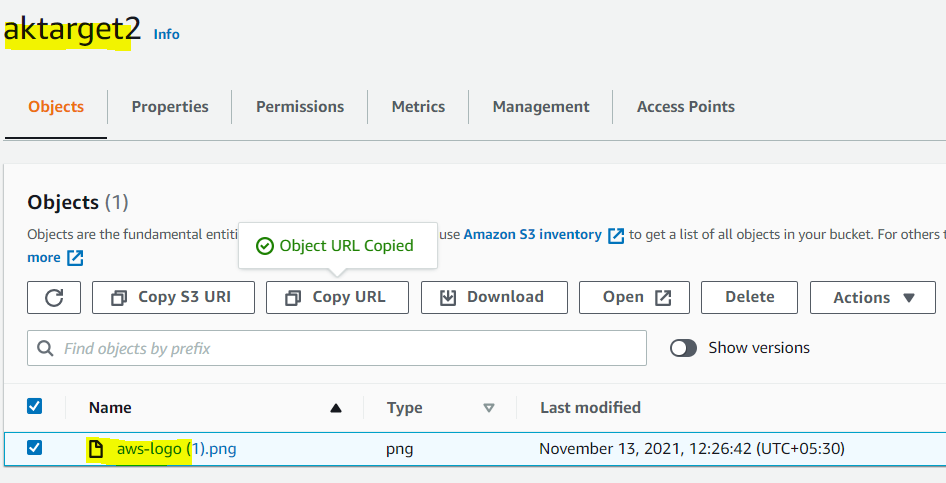 aktarget2 Info
Objects Properties Permissions Metrics Management Access Points
Objects (1)
Objects are the fundamental entiti use Amazon S3 inventory to get a list of all objects in your bucket. For others t
Object URL Copied
more
Copy S3 URI Copy URL Download Open Delete Actions
Find objects by prefix Show versions
Name Type Last modified
aws-logo (1).png png November 13, 2021, 12:26:42 (UTC+05:30)